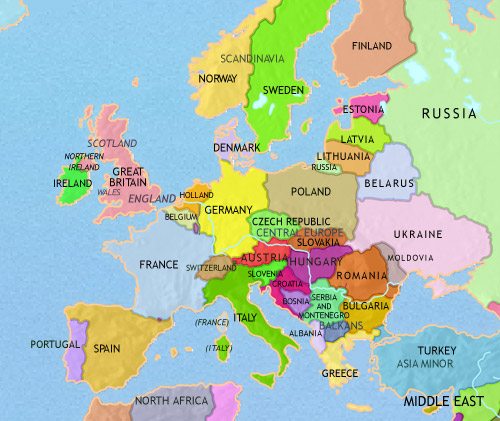 SCANDINAVIA
FINLAND
NORWAY
SWEDEN
RUSSIA
ESTONIA
LATVIA
LITHUANIA
RUSSIA
BELARUS
DENMARK
SCOTLAND
NORTHERN
IRELAND
IRELAND
GREAT
BRITAIN
WALES
ENGLAND
HOLLAND
BELGIUM
GERMANY
POLAND
CZECH REPUBLIC
CENTRAL EUROPE
SLOVAKIA
UKRAINE
MOLDOVIA
FRANCE
SWITZERLAND
AUSTRIA
HUNGARY
SLOVENIA
CROATIA
ROMANIA
BOSNIA
SERBIA
AND
MONTENEGRO
BULGARIA
BALKANS
ALBANIA
ITALY
(FRANCE)
(ITALY)
PORTUGAL
SPAIN
GREECE
TURKEY
ASIA MINOR
NORTH AFRICA
MIDDLE EAST